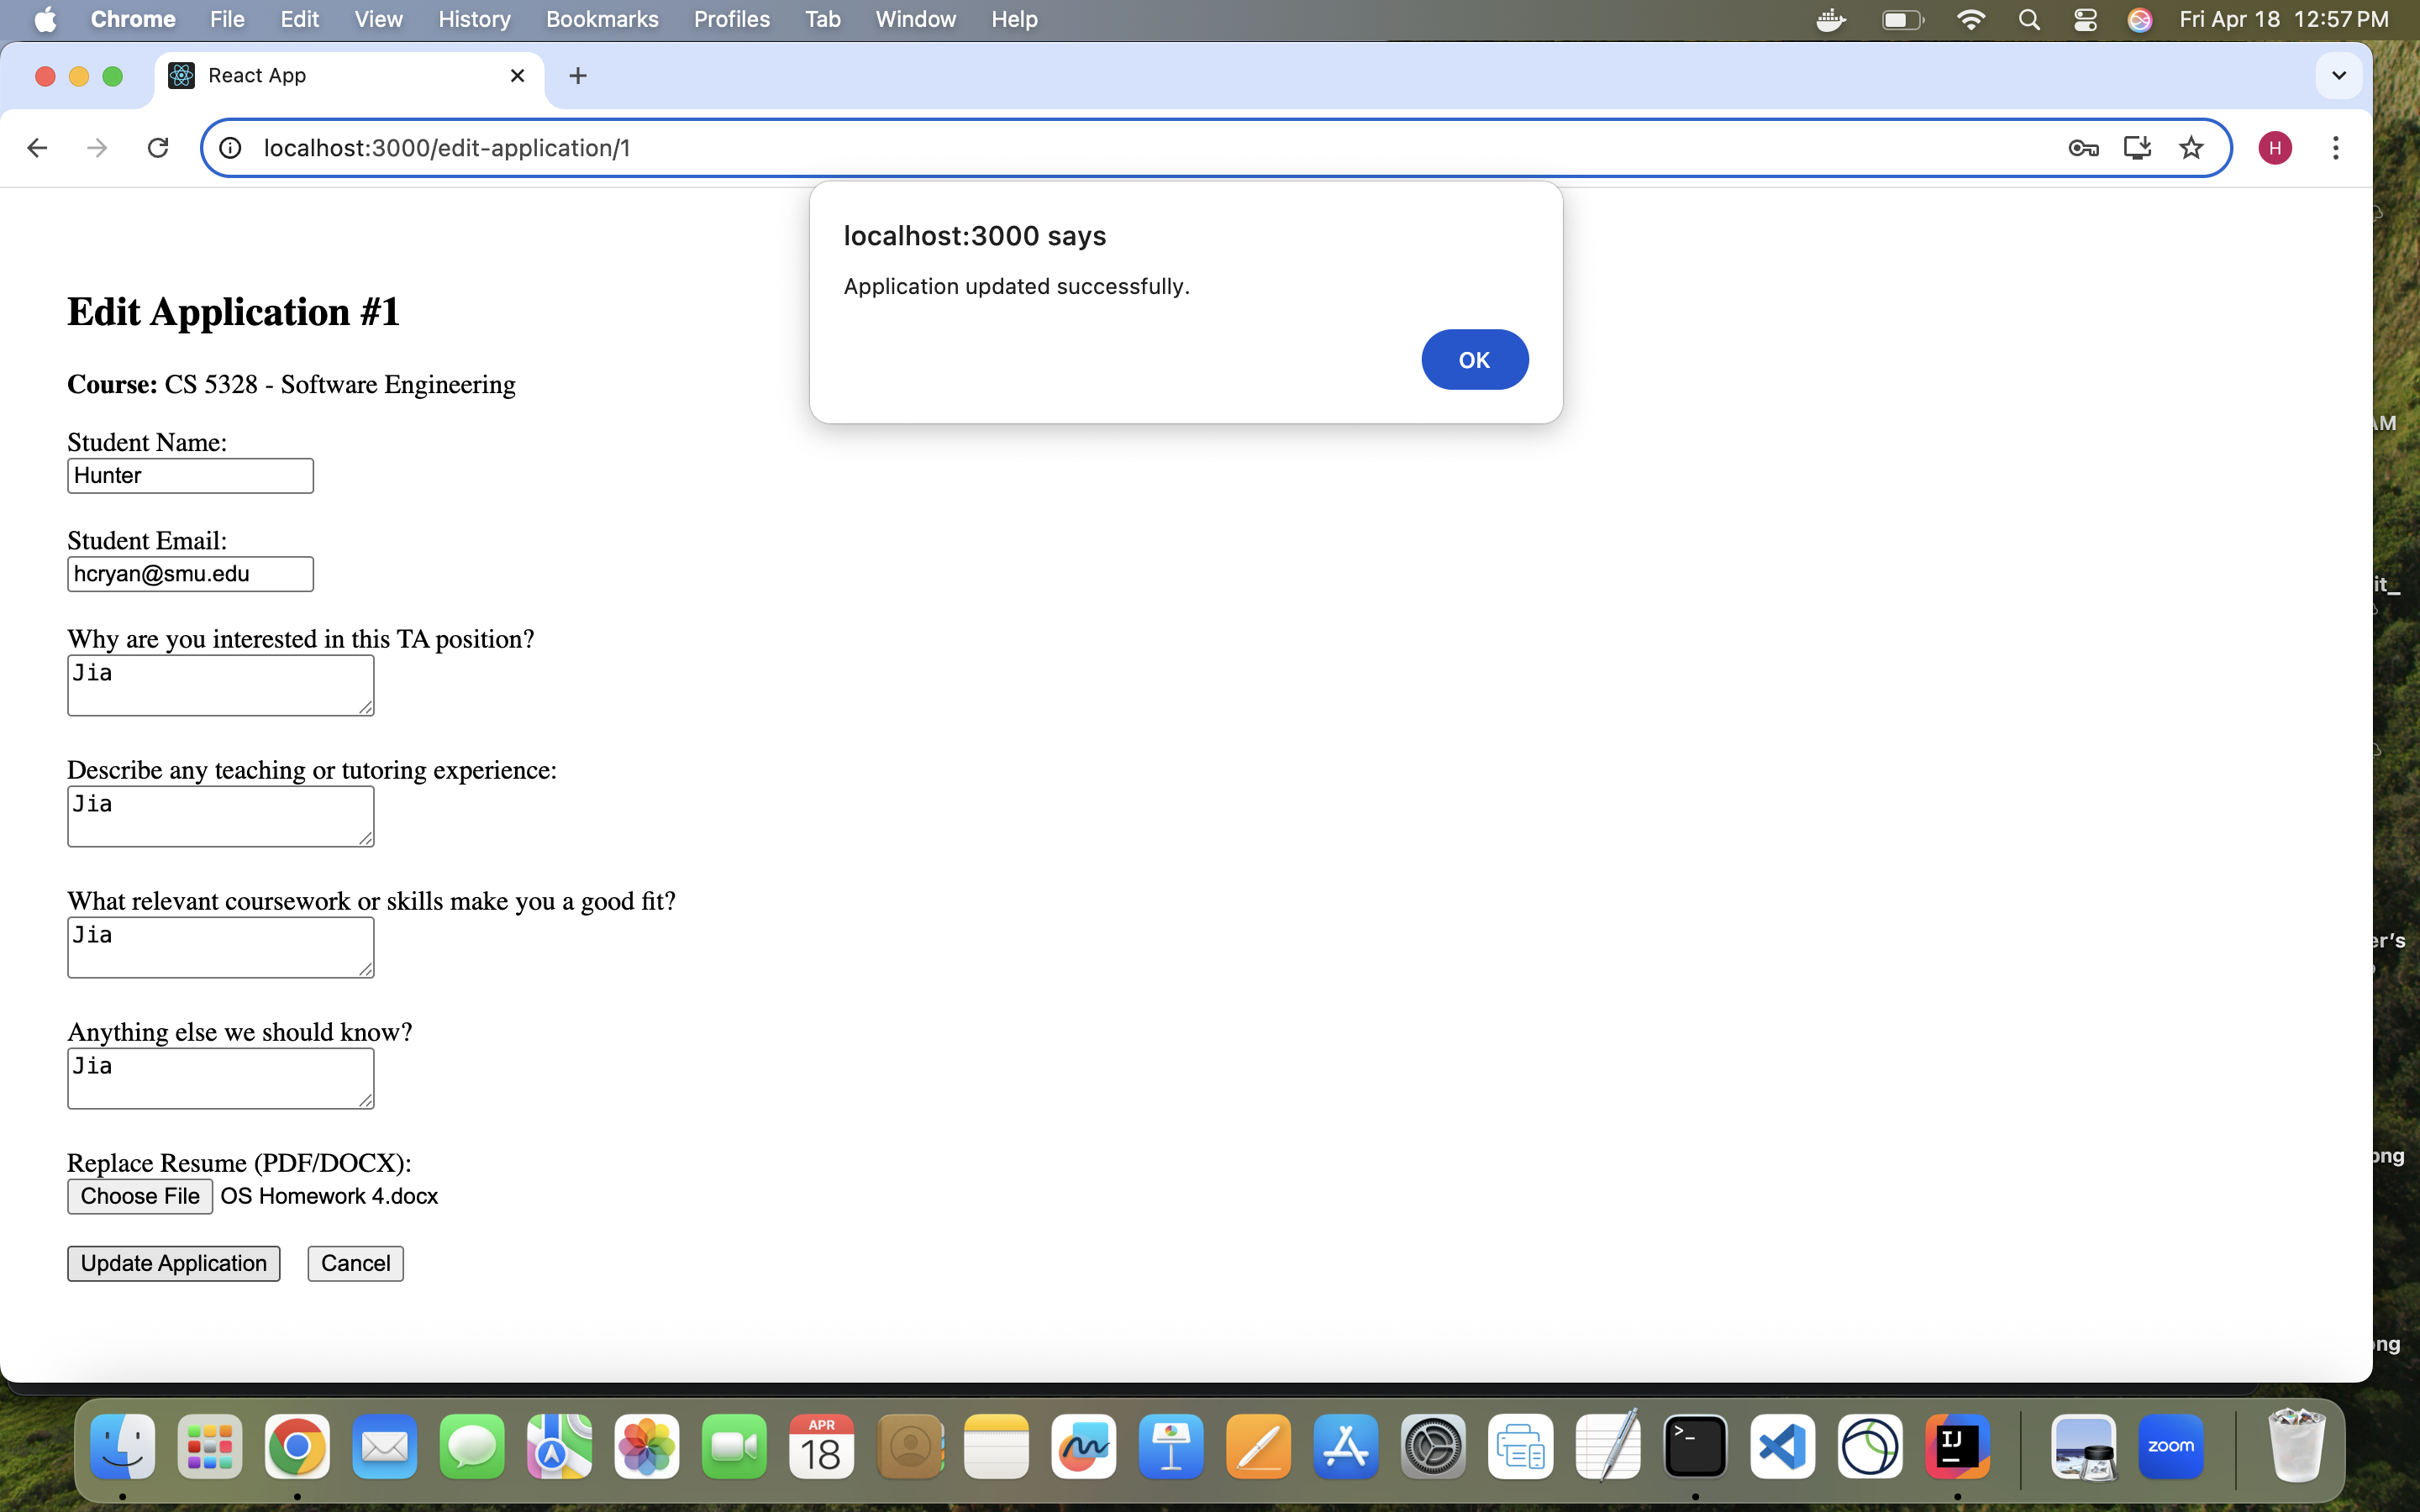 Chrome File Edit View History Bookmarks Profiles Tab Window Help Fri Apr 18 12:57 PM
React App
localhost:3000/edit-application/1
H
localhost:3000 says
Application updated successfully.
OK
Edit Application #1
Course: CS 5328 - Software Engineering
Student Name:
Hunter
Student Email:
hcryan@smu.edu
Why are you interested in this TA position?
Jia
Describe any teaching or tutoring experience:
Jia
What relevant coursework or skills make you a good fit?
Jia
Anything else we should know?
Jia
Replace Resume (PDF/DOCX):
Choose File OS Homework 4.docx
Update Application Cancel
it_
er's
APR
18
IJ
zoom